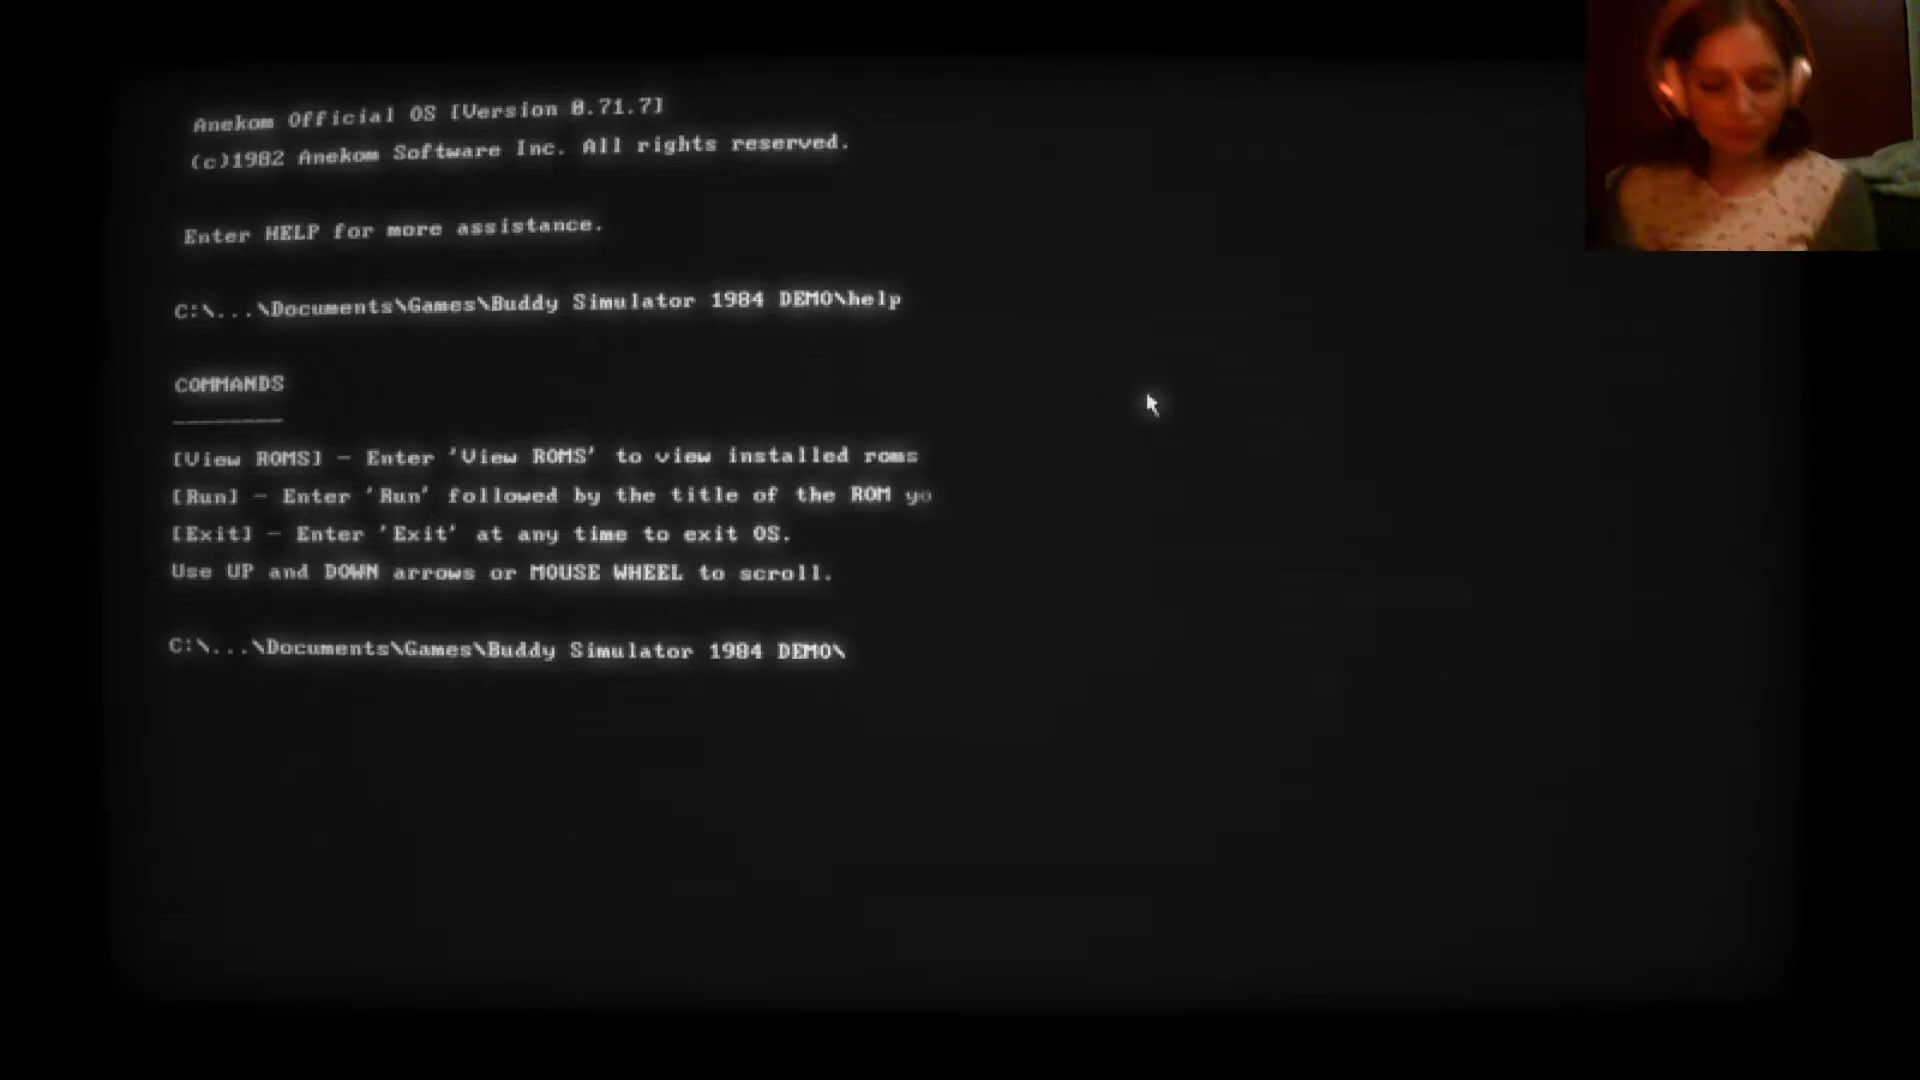 Anekom Official OS [Version 0.71.7]
(c)1982 Anekom Software Inc. All rights reserved.
Enter HELP for more assistance.
C:\...\Documents\Games\Buddy Simulator 1984 DEMO\help
COMMANDS
________
[View ROMS] - Enter 'View ROMS' to view installed roms
[Run] - Enter 'Run' followed by the title of the ROM yo
[Exit] - Enter 'Exit' at any time to exit OS.
Use UP and DOWN arrows or MOUSE WHEEL to scroll.
C:\...\Documents\Games\Buddy Simulator 1984 DEMO\